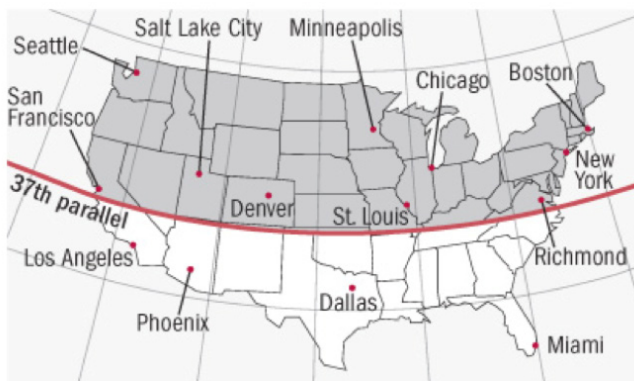 Salt Lake City
Minneapolis
Seattle
Chicago
Boston
San
Francisco
New
York
37th parallel
Denver
St. Louis
Los Angeles
Richmond
Dallas
Phoenix
Miami